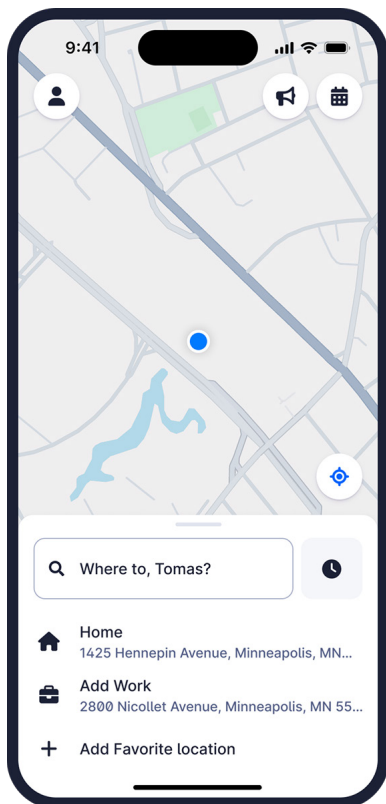 9:41
Where to, Tomas?
Home
1425 Hennepin Avenue, Minneapolis, MN...
Add Work
2800 Nicollet Avenue, Minneapolis, MN 55...
Add Favorite location